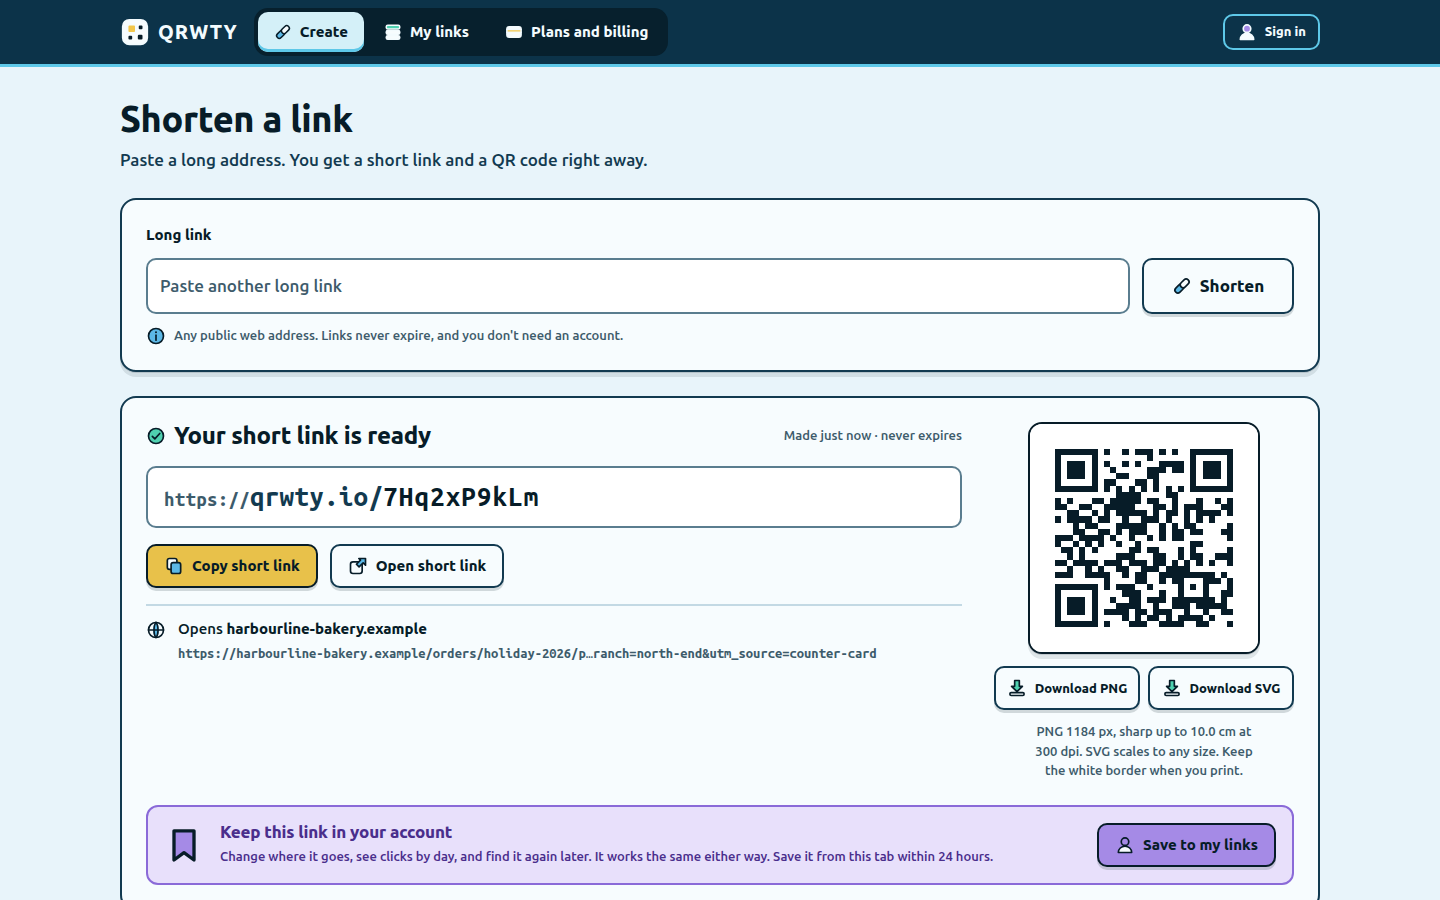 QRWTY
Create
My links
Plans and billing
Sign in
Shorten a link
Paste a long address. You get a short link and a QR code right away.
Long link
Paste another long link
Shorten
Any public web address. Links never expire, and you don't need an account.
Your short link is ready
Made just now · never expires
https://qrwty.io/7Hq2xP9kLm
Copy short link
Open short link
Opens harbourline-bakery.example
https://harbourline-bakery.example/orders/holiday-2026/p…ranch=north-end&utm_source=counter-card
Download PNG
Download SVG
PNG 1184 px, sharp up to 10.0 cm at
300 dpi. SVG scales to any size. Keep
the white border when you print.
Keep this link in your account
Change where it goes, see clicks by day, and find it again later. It works the same either way. Save it from this tab within 24 hours.
Save to my links